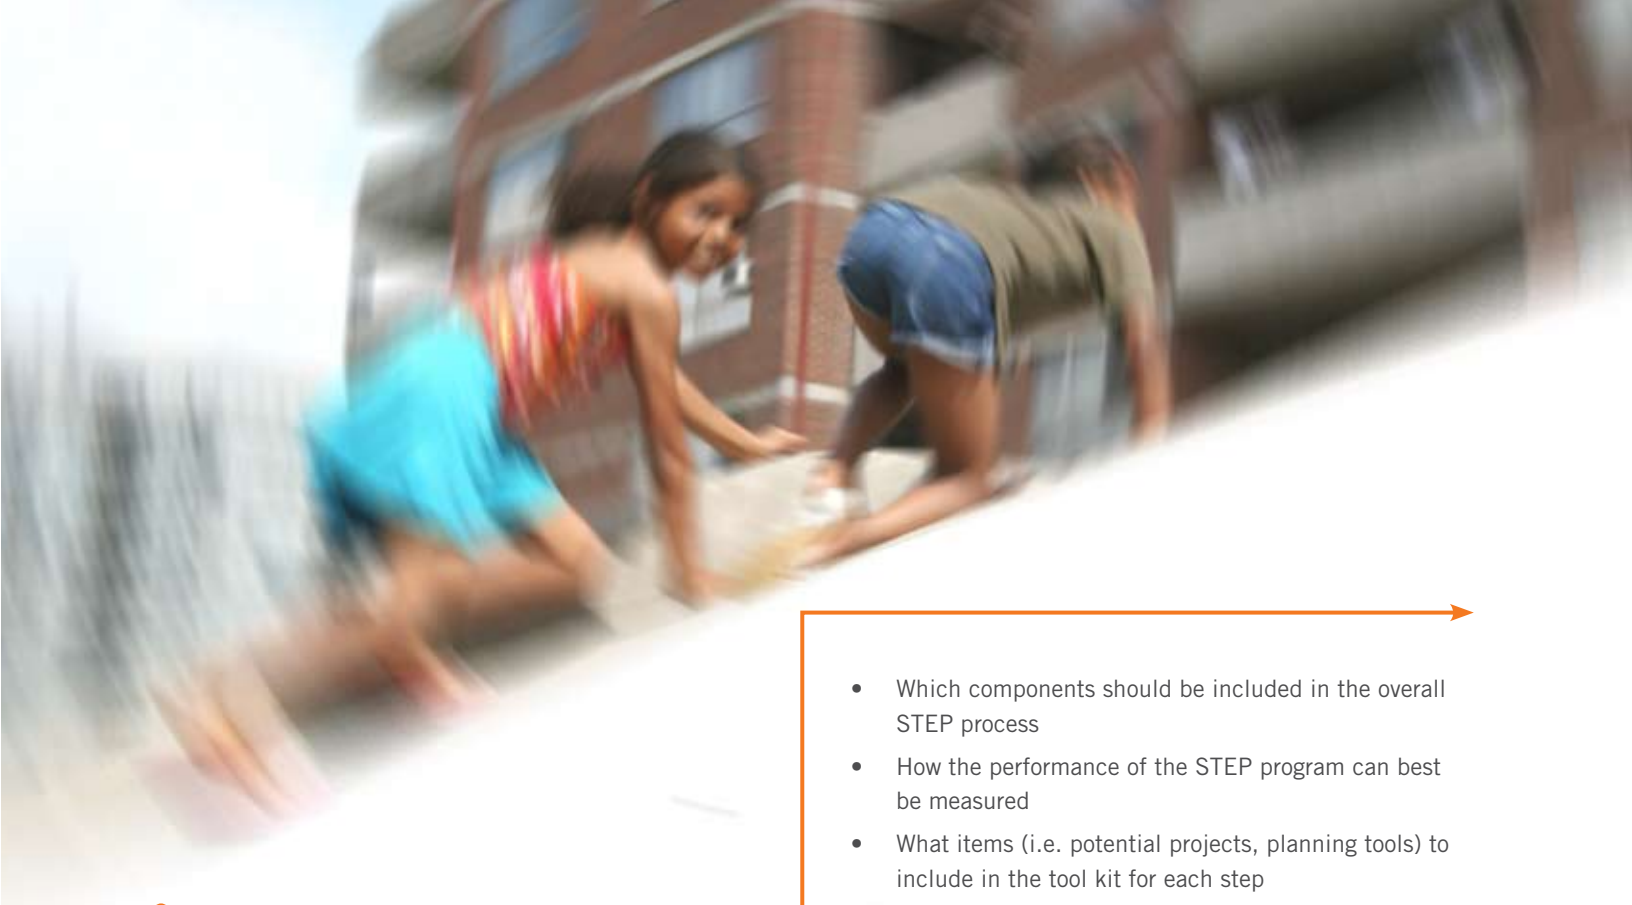 • Which components should be included in the overall
STEP process
• How the performance of the STEP program can best
be measured
• What items (i.e. potential projects, planning tools) to
include in the tool kit for each step